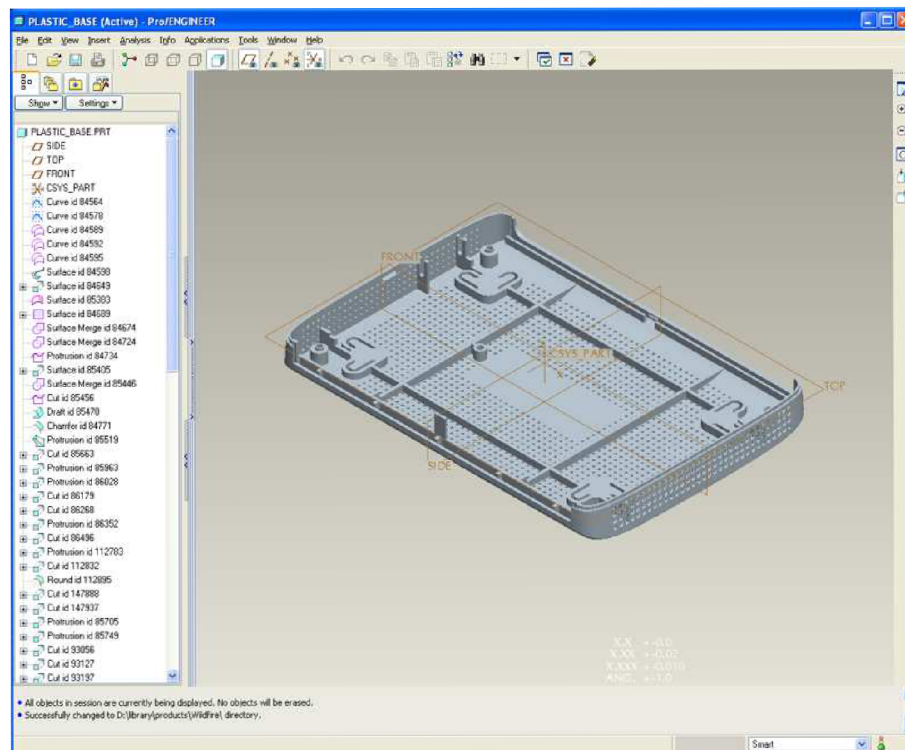 PLASTIC_BASE (Active) - Pro/ENGINEER
File Edit View Insert Analysis Info Applications Tools Window Help
Show Settings
PLASTIC_BASE.PRT
SIDE
TOP
FRONT
CSYS_PART
Curve id 84564
Curve id 84578
Curve id 84589
Curve id 84592
Curve id 84595
Surface id 84598
Surface id 84649
Surface id 85383
Surface id 84689
Surface Merge id 84674
Surface Merge id 84724
Protrusion id 84734
Surface id 85405
Surface Merge id 85446
Cut id 85456
Draft id 85470
Chamfer id 84771
Protrusion id 85519
Cut id 85663
Protrusion id 85963
Protrusion id 86028
Cut id 86179
Cut id 86268
Protrusion id 86352
Cut id 86496
Protrusion id 112783
Cut id 112832
Round id 112895
Cut id 147888
Cut id 147937
Protrusion id 85705
Protrusion id 85749
Cut id 93056
Cut id 93127
Cut id 93197
FRONT
CSYS_PART
X
TOP
SIDE
X.X +-0.0
X.XX +-0.02
X.XXX +-0.010
ANG. +-1.0
All objects in session are currently being displayed. No objects will be erased.
Successfully changed to D:\library\products\Wildfire\ directory.
Smart